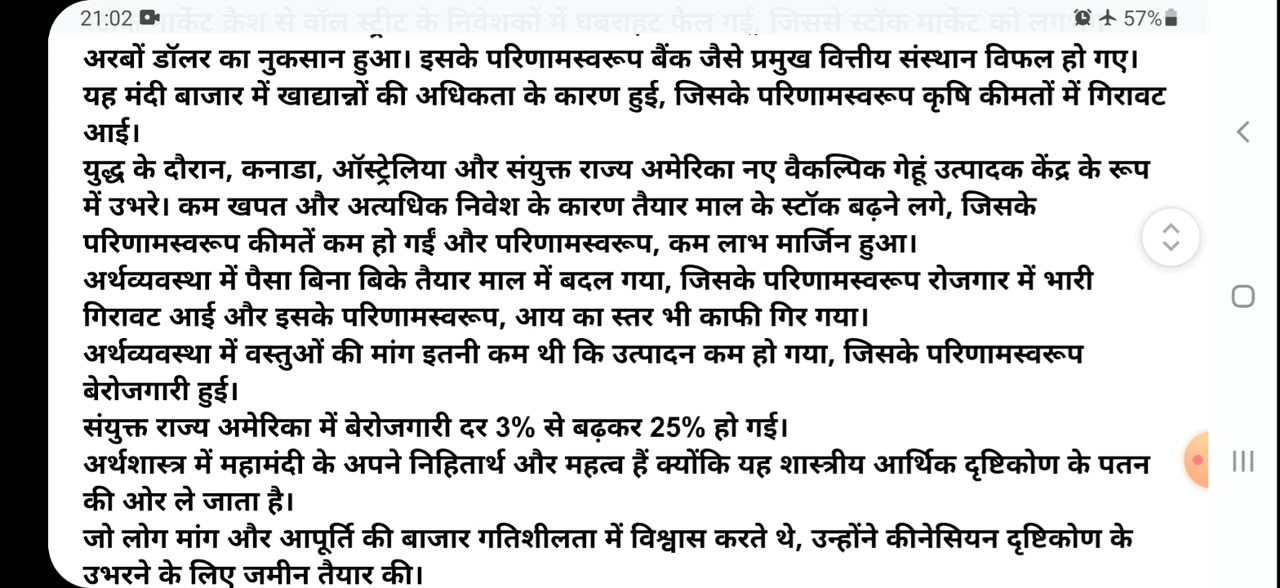 21:02 57%
मार्केट क्रैश से वॉल स्ट्रीट के निवेशकों में घबराहट फैल गई, जिससे स्टॉक मार्केट को
अरबों डॉलर का नुकसान हुआ। इसके परिणामस्वरूप बैंक जैसे प्रमुख वित्तीय संस्थान विफल हो गए।
यह मंदी बाजार में खाद्यान्नों की अधिकता के कारण हुई, जिसके परिणामस्वरूप कृषि कीमतों में गिरावट
आई।
युद्ध के दौरान, कनाडा, ऑस्ट्रेलिया और संयुक्त राज्य अमेरिका नए वैकल्पिक गेहूं उत्पादक केंद्र के रूप
में उभरे। कम खपत और अत्यधिक निवेश के कारण तैयार माल के स्टॉक बढ़ने लगे, जिसके
परिणामस्वरूप कीमतें कम हो गईं और परिणामस्वरूप, कम लाभ मार्जिन हुआ।
अर्थव्यवस्था में पैसा बिना बिके तैयार माल में बदल गया, जिसके परिणामस्वरूप रोजगार में भारी
गिरावट आई और इसके परिणामस्वरूप, आय का स्तर भी काफी गिर गया।
अर्थव्यवस्था में वस्तुओं की मांग इतनी कम थी कि उत्पादन कम हो गया, जिसके परिणामस्वरूप
बेरोजगारी हुई।
संयुक्त राज्य अमेरिका में बेरोजगारी दर 3% से बढ़कर 25% हो गई।
अर्थशास्त्र में महामंदी के अपने निहितार्थ और महत्व हैं क्योंकि यह शास्त्रीय आर्थिक दृष्टिकोण के पतन
की ओर ले जाता है।
जो लोग मांग और आपूर्ति की बाजार गतिशीलता में विश्वास करते थे, उन्होंने कीनेसियन दृष्टिकोण के
उभरने के लिए जमीन तैयार की।